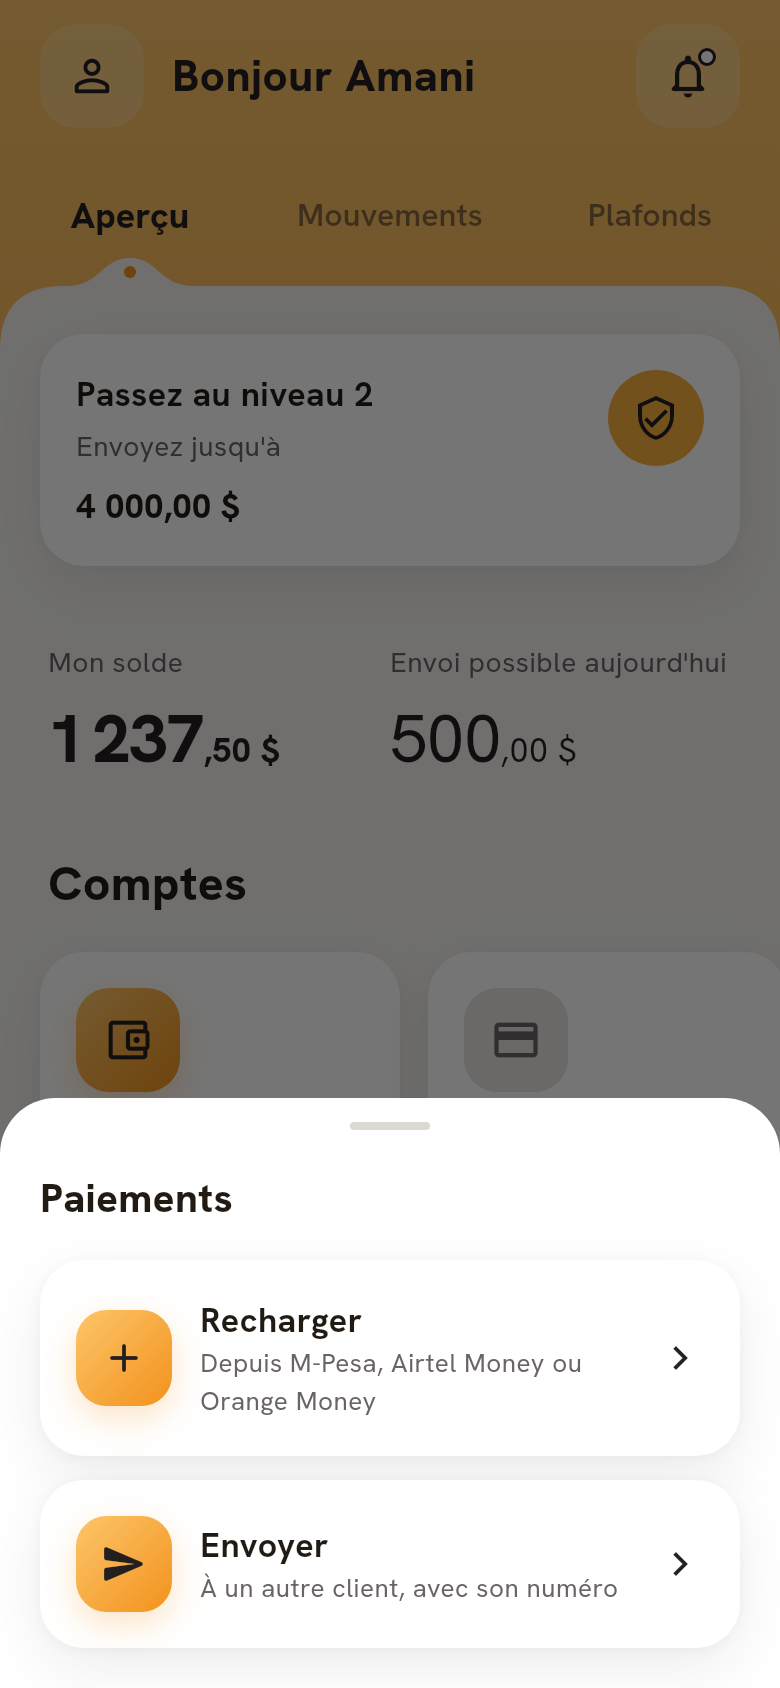 Bonjour Amani
Aperçu
Mouvements
Plafonds
Passez au niveau 2
Envoyez jusqu'à
4 000,00 $
Mon solde
Envoi possible aujourd'hui
1 237,50 $
500,00 $
Comptes
Paiements
Recharger
Depuis M-Pesa, Airtel Money ou
Orange Money
Envoyer
À un autre client, avec son numéro